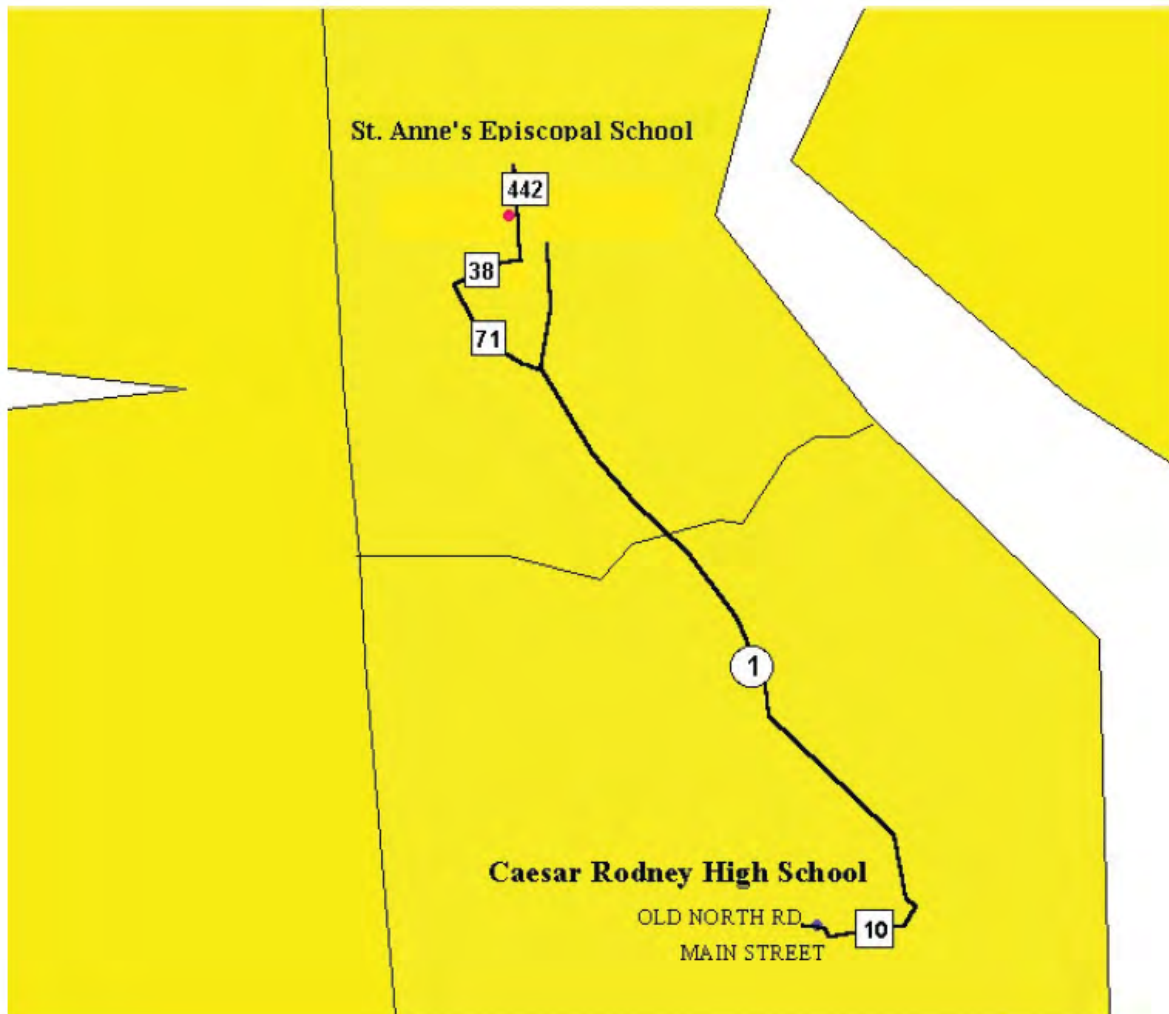 St. Anne's Episcopal School
442
38
71
1
Caesar Rodney High School
OLD NORTH RD
10
MAIN STREET